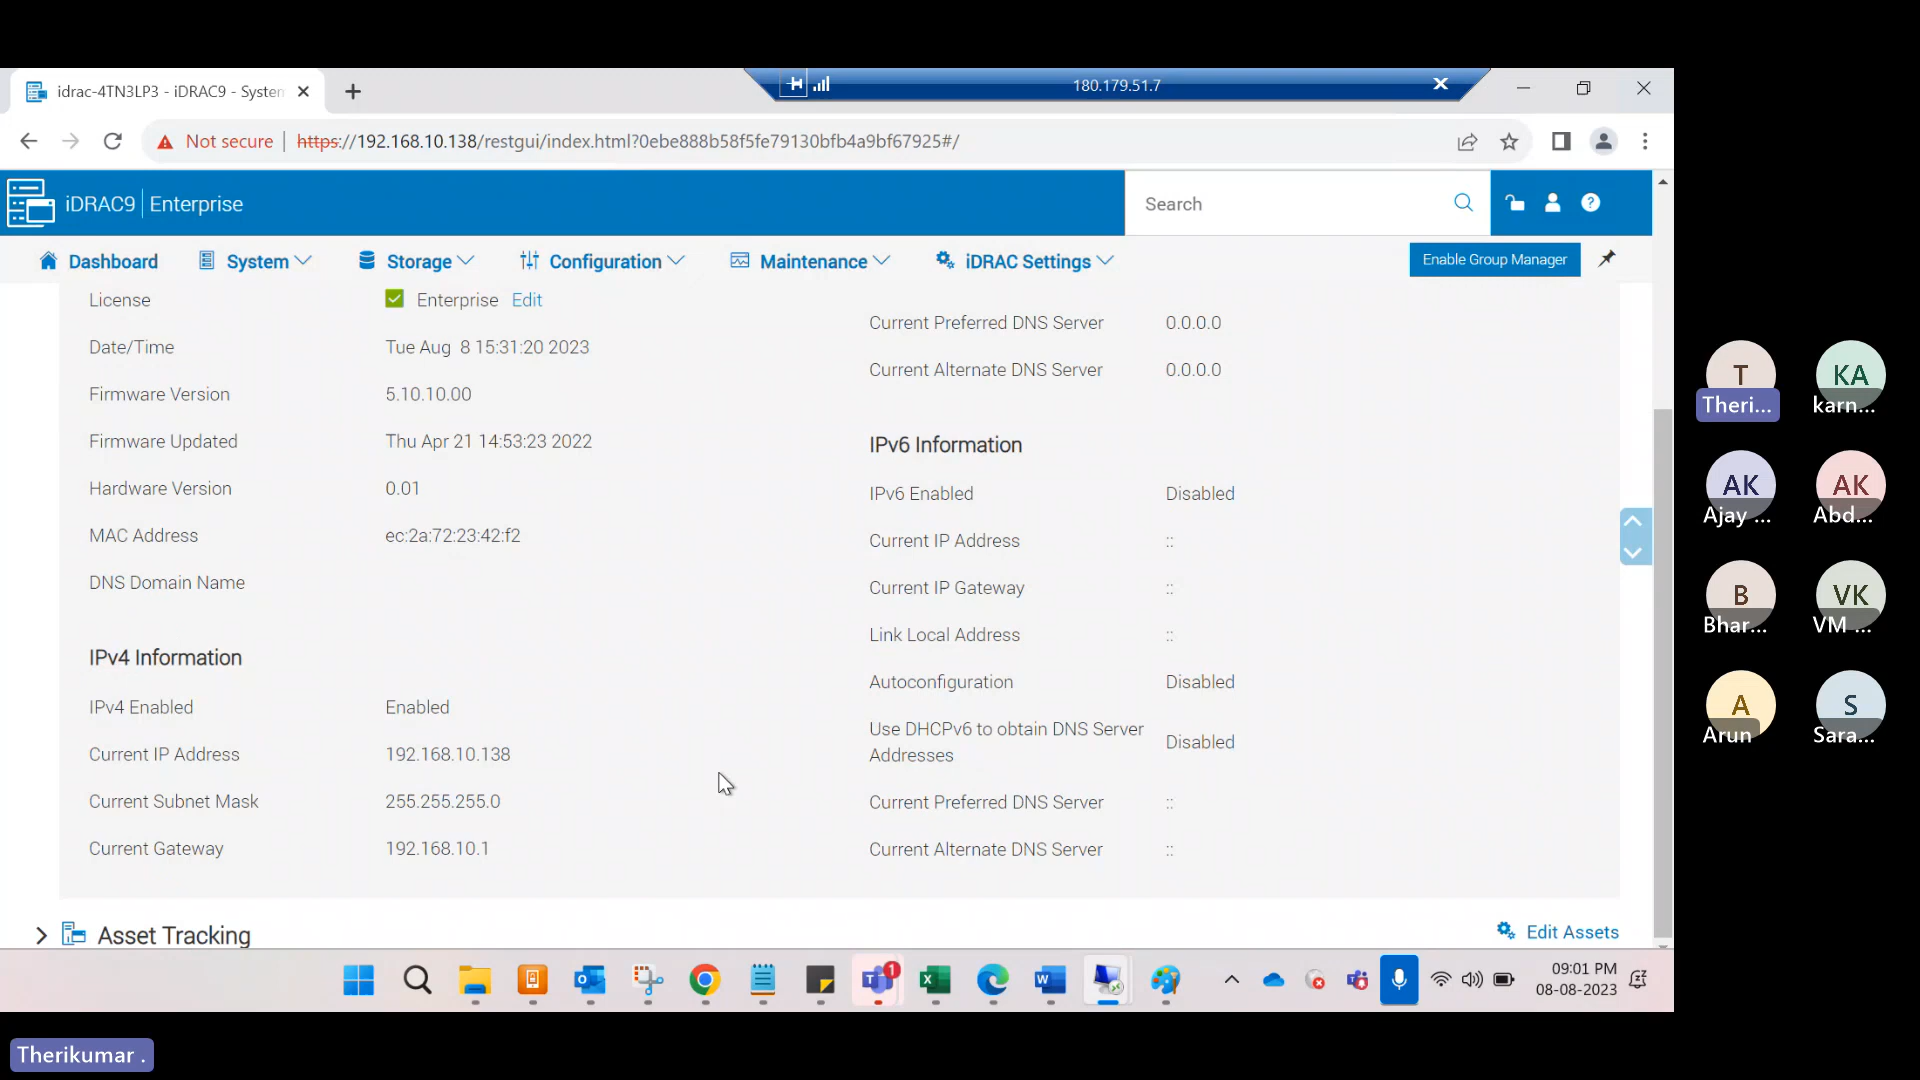 idrac-4TN3LP3 - iDRAC9 - System
180.179.51.7
Not secure
https://192.168.10.138/restgui/index.html?0ebe888b58f5fe79130bfb4a9bf67925#/
iDRAC9 | Enterprise
Search
Dashboard
System
Storage
Configuration
Maintenance
iDRAC Settings
Enable Group Manager
License Enterprise Edit
Date/Time Tue Aug 8 15:31:20 2023
Firmware Version 5.10.10.00
Firmware Updated Thu Apr 21 14:53:23 2022
Hardware Version 0.01
MAC Address ec:2a:72:23:42:f2
DNS Domain Name
IPv4 Information
IPv4 Enabled Enabled
Current IP Address 192.168.10.138
Current Subnet Mask 255.255.255.0
Current Gateway 192.168.10.1
Current Preferred DNS Server 0.0.0.0
Current Alternate DNS Server 0.0.0.0
IPv6 Information
IPv6 Enabled Disabled
Current IP Address ::
Current IP Gateway ::
Link Local Address ::
Autoconfiguration Disabled
Use DHCPv6 to obtain DNS Server
Addresses Disabled
Current Preferred DNS Server ::
Current Alternate DNS Server ::
Asset Tracking
Edit Assets
1
09:01 PM
08-08-2023
T
Theri...
KA
karn...
AK
Ajay ...
AK
Abd...
B
Bhar...
VK
VM ...
A
Arun
S
Sara...
Therikumar .